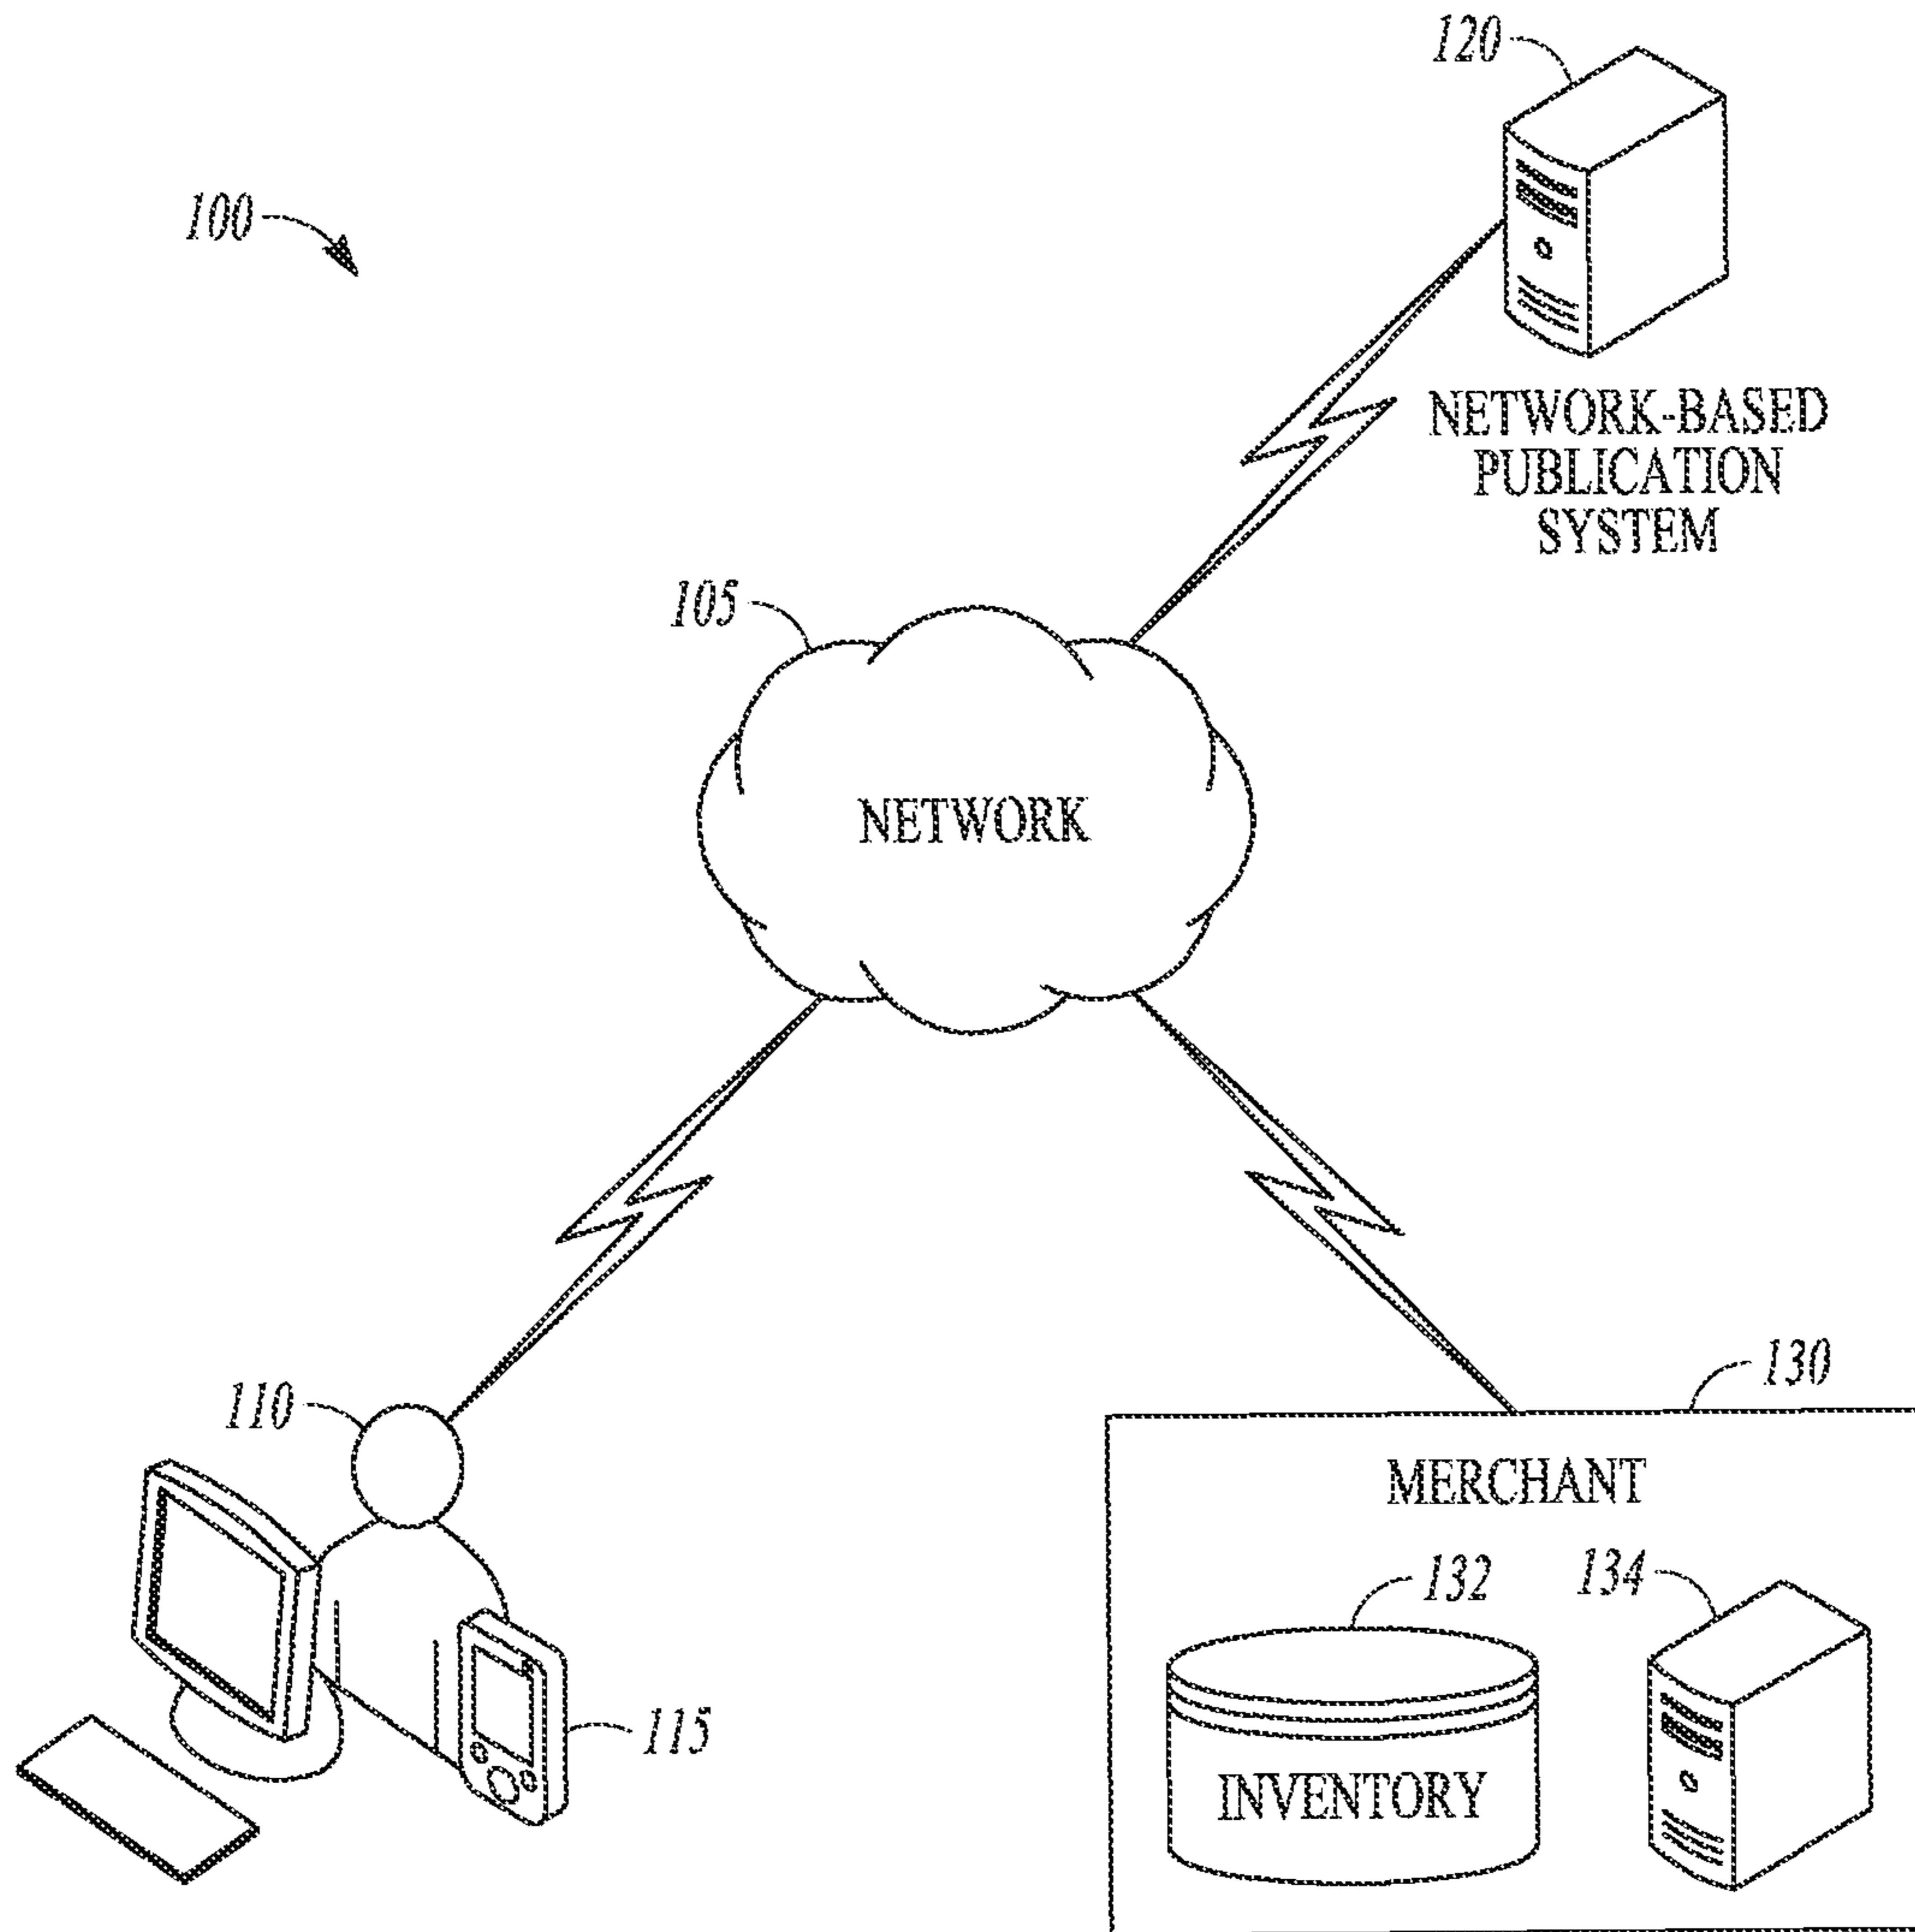 120
100
NETWORK-BASED
PUBLICATION
SYSTEM
105
NETWORK
110
130
MERCHANT
132
134
115
INVENTORY